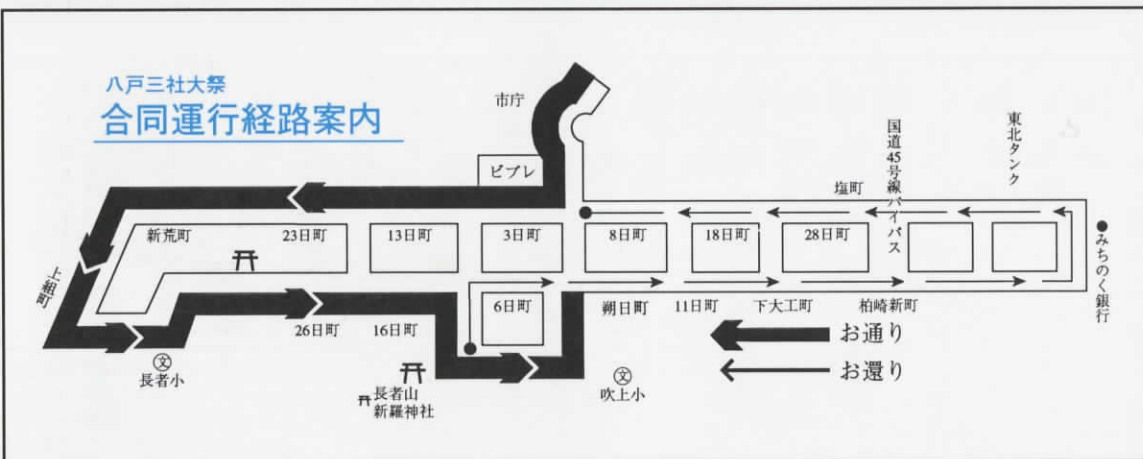 八戸三社大祭
合同運行経路案内
市庁
ビブレ
国道45号線バイパス
東北タンク
塩町
新荒町
23日町
13日町
3日町
8日町
18日町
28日町
みちのく銀行
上組町
26日町
16日町
6日町
朔日町
11日町
下大工町
柏崎新町
文
長者小
長者山
新羅神社
文
吹上小
お通り
お還り